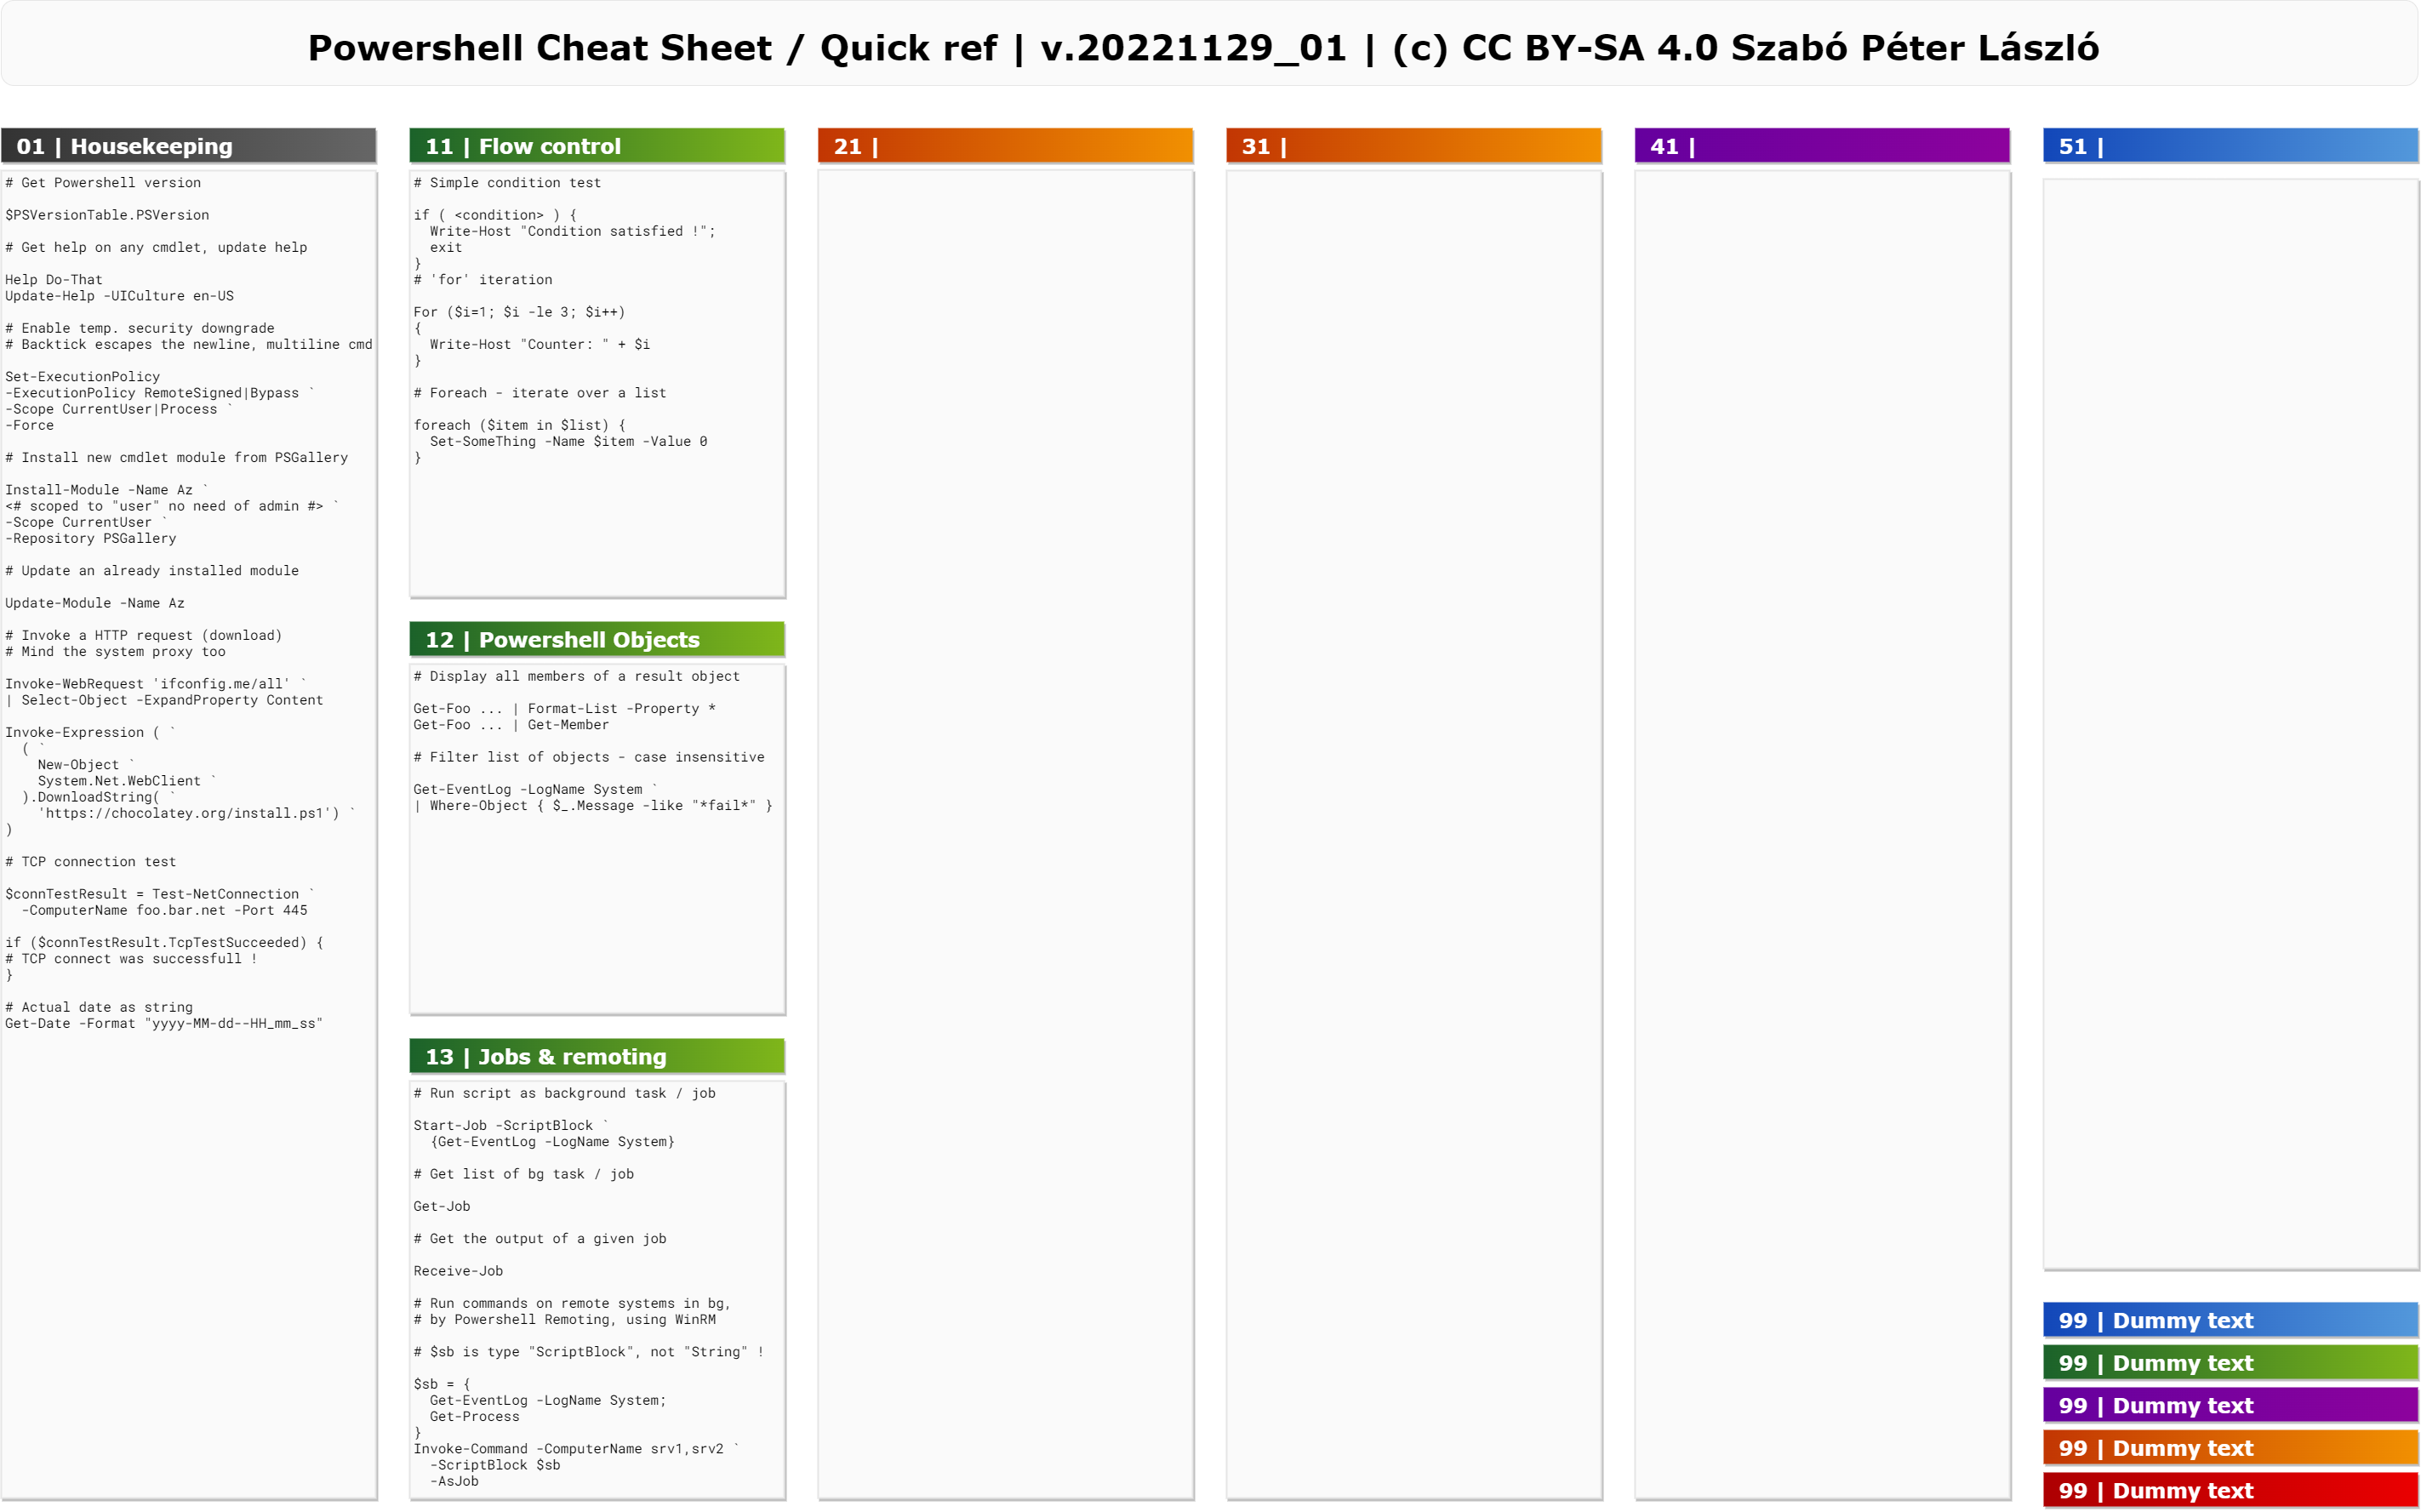 Powershell Cheat Sheet / Quick ref | v.20221129_01 | (c) CC BY-SA 4.0 Szabó Péter László
01 | Housekeeping
# Get Powershell version
$PSVersionTable.PSVersion
# Get help on any cmdlet, update help
Help Do-That
Update-Help -UICulture en-US
# Enable temp. security downgrade
# Backtick escapes the newline, multiline cmd
Set-ExecutionPolicy
-ExecutionPolicy RemoteSigned|Bypass `
-Scope CurrentUser|Process `
-Force
# Install new cmdlet module from PSGallery
Install-Module -Name Az `
<# scoped to "user" no need of admin #> `
-Scope CurrentUser `
-Repository PSGallery
# Update an already installed module
Update-Module -Name Az
# Invoke a HTTP request (download)
# Mind the system proxy too
Invoke-WebRequest 'ifconfig.me/all' `
| Select-Object -ExpandProperty Content
Invoke-Expression ( `
  ( `
    New-Object `
    System.Net.WebClient `
  ).DownloadString( `
    'https://chocolatey.org/install.ps1') `
)
# TCP connection test
$connTestResult = Test-NetConnection `
  -ComputerName foo.bar.net -Port 445
if ($connTestResult.TcpTestSucceeded) {
# TCP connect was successfull !
}
# Actual date as string
Get-Date -Format "yyyy-MM-dd--HH_mm_ss"
11 | Flow control
# Simple condition test
if ( <condition> ) {
  Write-Host "Condition satisfied !";
  exit
}
# 'for' iteration
For ($i=1; $i -le 3; $i++)
{
  Write-Host "Counter: " + $i
}
# Foreach - iterate over a list
foreach ($item in $list) {
  Set-SomeThing -Name $item -Value 0
}
12 | Powershell Objects
# Display all members of a result object
Get-Foo ... | Format-List -Property *
Get-Foo ... | Get-Member
# Filter list of objects - case insensitive
Get-EventLog -LogName System `
| Where-Object { $_.Message -like "*fail*" }
13 | Jobs & remoting
# Run script as background task / job
Start-Job -ScriptBlock `
  {Get-EventLog -LogName System}
# Get list of bg task / job
Get-Job
# Get the output of a given job
Receive-Job
# Run commands on remote systems in bg,
# by Powershell Remoting, using WinRM
# $sb is type "ScriptBlock", not "String" !
$sb = {
  Get-EventLog -LogName System;
  Get-Process
}
Invoke-Command -ComputerName srv1,srv2 `
  -ScriptBlock $sb
  -AsJob
21 |
31 |
41 |
51 |
99 | Dummy text
99 | Dummy text
99 | Dummy text
99 | Dummy text
99 | Dummy text